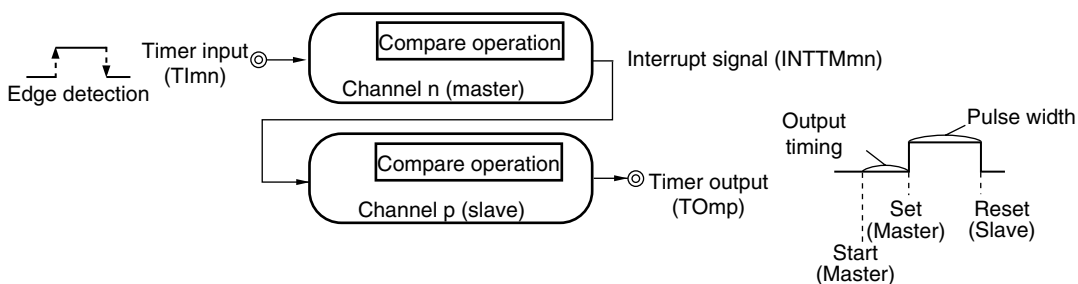 Timer input
(TImn)
Edge detection
Compare operation
Channel n (master)
Interrupt signal (INTTMmn)
Compare operation
Channel p (slave)
Timer output
(TOmp)
Output
timing
Pulse width
Set
(Master)
Reset
(Slave)
Start
(Master)